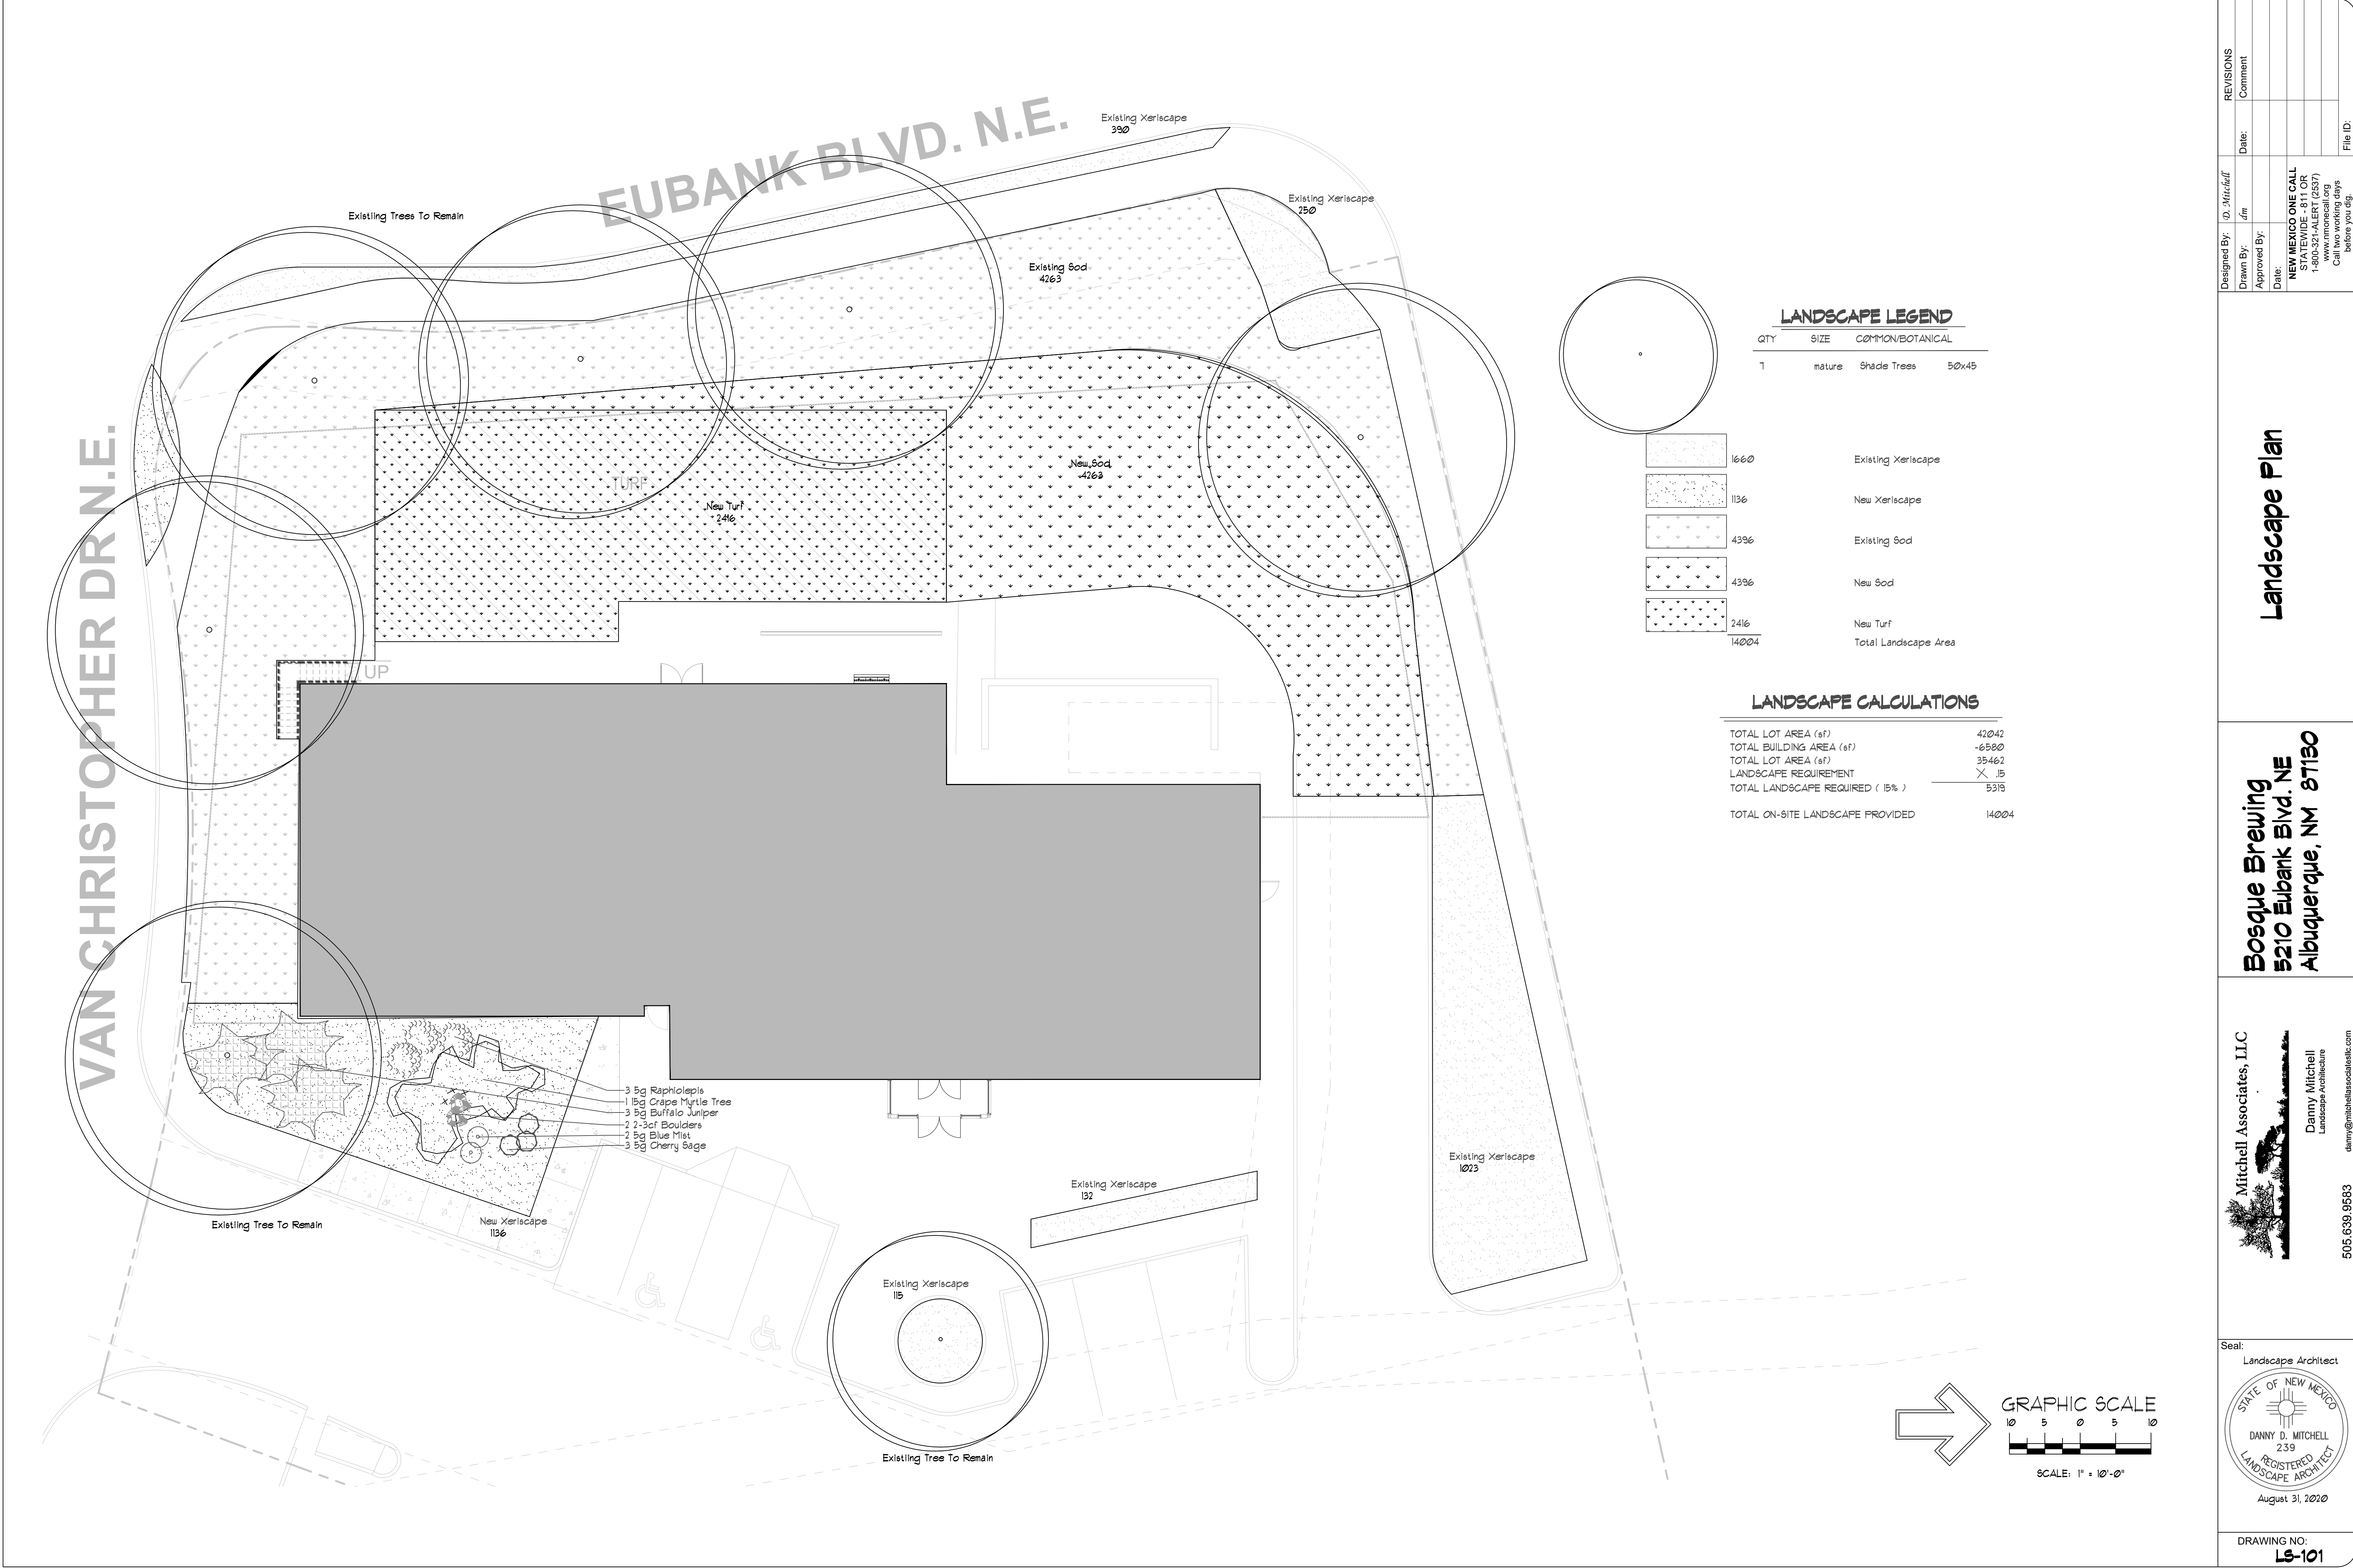 EUBANK BLVD. N.E.
VAN CHRISTOPHER DR N.E.
Existing Xeriscape
390
Existing Xeriscape
250
Existiing Trees To Remain
Existing Sod
4263
New Sod
4263
TURF
New Turf
2416
UP
3 5g Raphiolepis
1 15g Crape Myrtle Tree
3 5g Buffalo Juniper
2 2-3cf Boulders
2 5g Blue Mist
3 5g Cherry Sage
Existiing Tree To Remain
New Xeriscape
1136
Existing Xeriscape
132
Existing Xeriscape
1023
Existing Xeriscape
115
Existiing Tree To Remain
LANDSCAPE LEGEND
QTY SIZE COMMON/BOTANICAL
7 mature Shade Trees 50x45
1660 Existing Xeriscape
1136 New Xeriscape
4396 Existing Sod
4396 New Sod
2416 New Turf
14004 Total Landscape Area
LANDSCAPE CALCULATIONS
TOTAL LOT AREA (sf) 42042
TOTAL BUILDING AREA (sf) -6580
TOTAL LOT AREA (sf) 35462
LANDSCAPE REQUIREMENT X .15
TOTAL LANDSCAPE REQUIRED ( 15% ) 5319
TOTAL ON-SITE LANDSCAPE PROVIDED 14004
GRAPHIC SCALE
10 5 0 5 10
SCALE: 1" = 10'-0"
REVISIONS
Date: Comment
File ID:
Designed By: D. Mitchell
Drawn By: dm
Approved By:
Date:
NEW MEXICO ONE CALL
STATEWIDE - 811 OR
1-800-321-ALERT (2537)
www.nmonecall.org
Call two working days
before you dig.
Landscape Plan
Bosque Brewing
5210 Eubank Blvd. NE
Albuquerque, NM 87130
Mitchell Associates, LLC
Danny Mitchell
Landscape Architecture
505.639.9583 danny@mitchellassociatesllc.com
Seal:
Landscape Architect
STATE OF NEW MEXICO
DANNY D. MITCHELL
239
REGISTERED
LANDSCAPE ARCHITECT
August 31, 2020
DRAWING NO:
LS-101